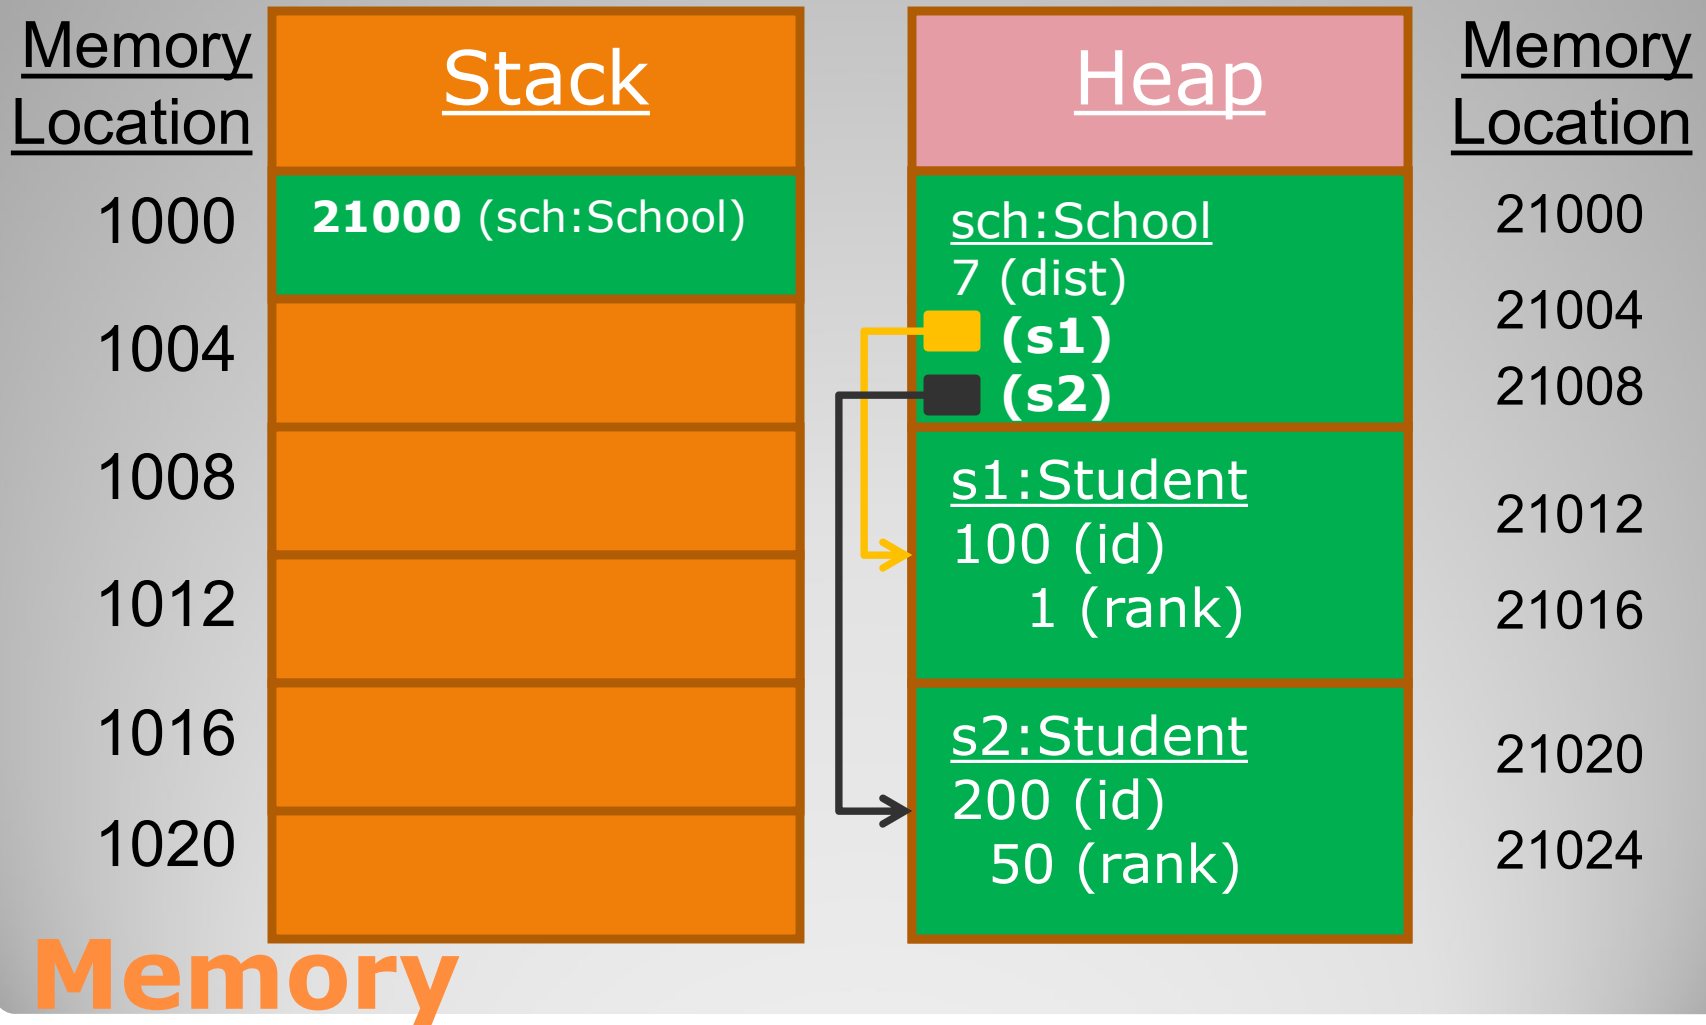 Memory
Location
Stack
Heap
Memory
Location
1000
21000 (sch:School)
sch:School
21000
7 (dist)
1004
(s1)
21004
(s2)
21008
1008
s1:Student
21012
100 (id)
1012
1 (rank)
21016
1016
s2:Student
21020
200 (id)
1020
50 (rank)
21024
Memory